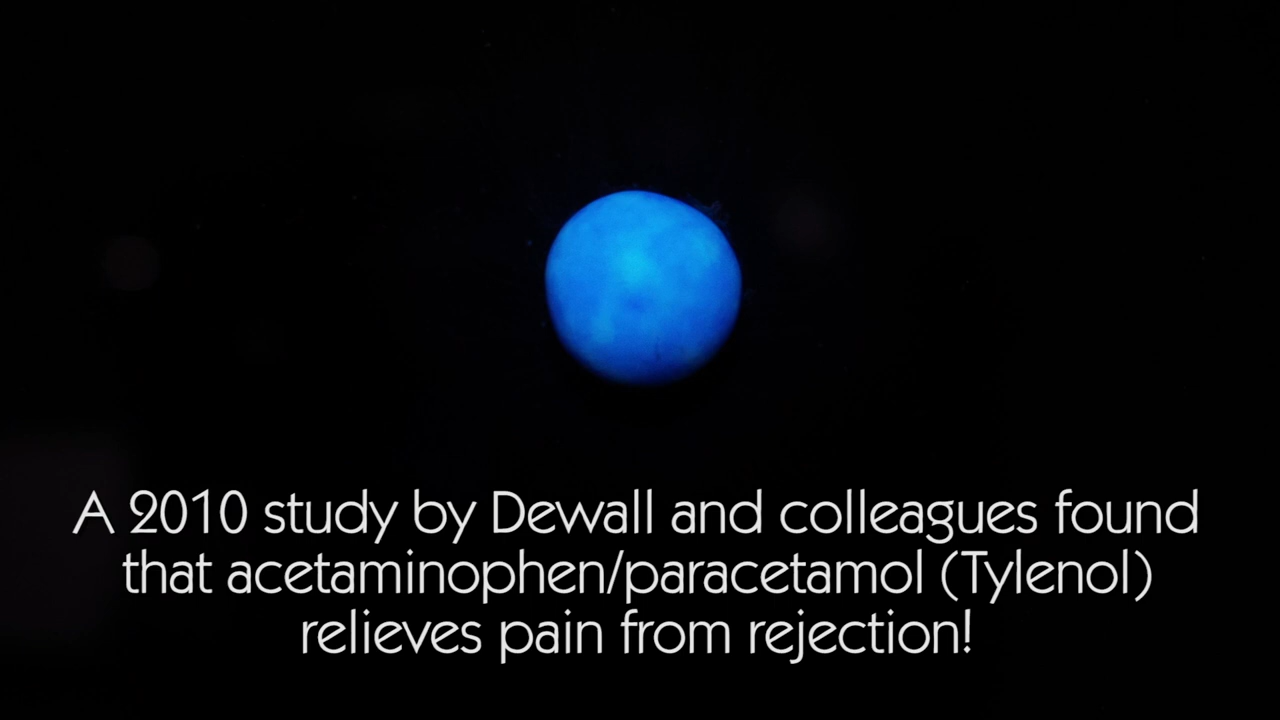 A 2010 study by Dewall and colleagues found
that acetaminophen/paracetamol (Tylenol)
relieves pain from rejection!